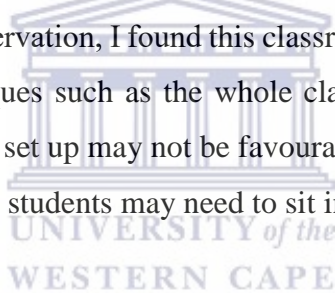 ervation, I found this classr
ues such as the whole cla
set up may not be favoura
students may need to sit i
UNIVERSITY of the
WESTERN CAPE